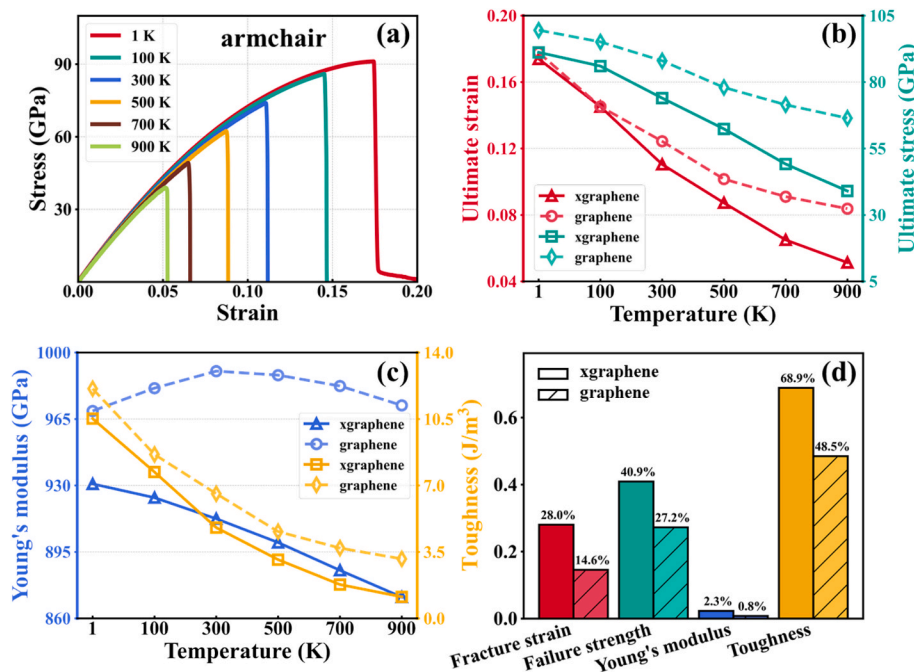 (a)
armchair
1 K
100 K
300 K
500 K
700 K
900 K
Stress (GPa)
90
60
30
0.00
0.05
0.10
0.15
0.20
Strain
(b)
Ultimate strain
0.20
0.16
0.12
0.08
0.04
Ultimate stress (GPa)
105
80
55
30
5
xgraphene
graphene
xgraphene
graphene
1
100
300
500
700
900
Temperature (K)
(c)
Young's modulus (GPa)
1000
965
930
895
860
Toughness (J/m³)
14.0
10.5
7.0
3.5
0.0
xgraphene
graphene
xgraphene
graphene
1
100
300
500
700
900
Temperature (K)
(d)
xgraphene
graphene
0.6
0.4
0.2
0.0
28.0%
14.6%
40.9%
27.2%
2.3%
0.8%
68.9%
48.5%
Fracture strain
Failure strength
Young's modulus
Toughness